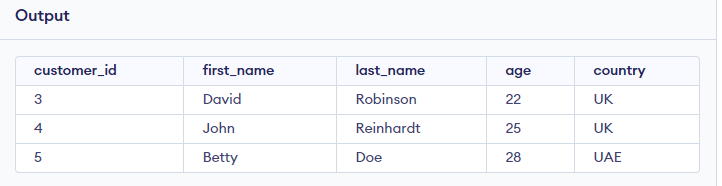 Output
customer_id first_name last_name age country
3 David Robinson 22 UK
4 John Reinhardt 25 UK
5 Betty Doe 28 UAE